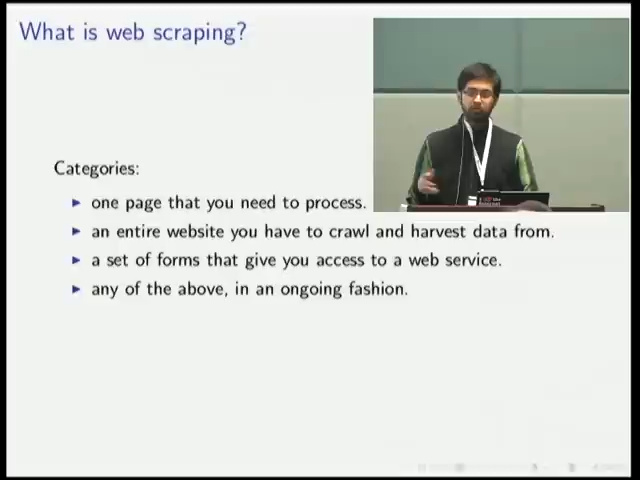 What is web scraping?
Categories:
one page that you need to process.
an entire website you have to crawl and harvest data from.
a set of forms that give you access to a web service.
any of the above, in an ongoing fashion.